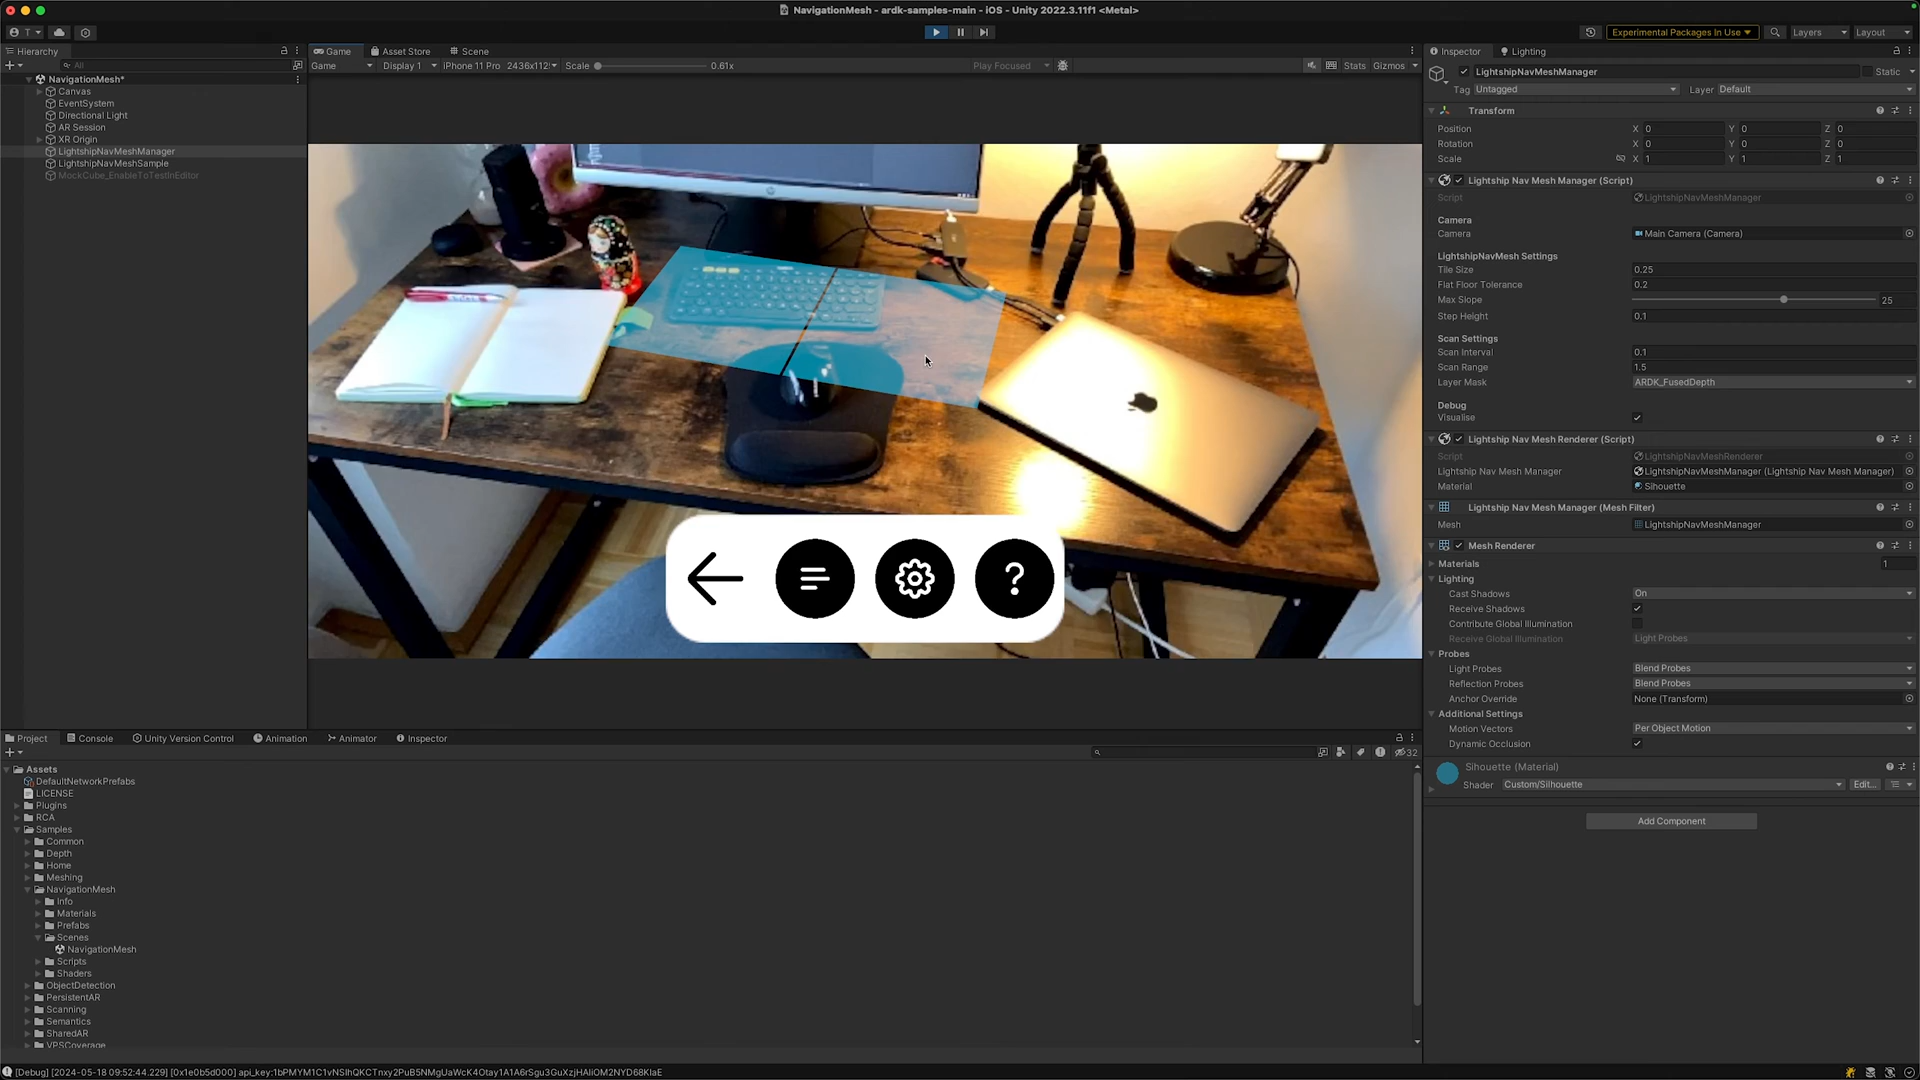 NavigationMesh - ardk-samples-main - iOS - Unity 2022.3.11f1 <Metal>
T
Experimental Packages In Use
Layers
Layout
Hierarchy
Game
Asset Store
Scene
Inspector
Lighting
All
Game
Display 1
iPhone 11 Pro 2436x112
Scale
0.61x
Play Focused
Stats
Gizmos
NavigationMesh*
Canvas
EventSystem
Directional Light
AR Session
XR Origin
LightshipNavMeshManager
LightshipNavMeshSample
MockCube_EnableToTestInEditor
LightshipNavMeshManager
Static
Tag Untagged
Layer Default
Transform
Position X 0 Y 0 Z 0
Rotation X 0 Y 0 Z 0
Scale X 1 Y 1 Z 1
Lightship Nav Mesh Manager (Script)
Script LightshipNavMeshManager
Camera
Camera Main Camera (Camera)
LightshipNavMesh Settings
Tile Size 0.25
Flat Floor Tolerance 0.2
Max Slope 25
Step Height 0.1
Scan Settings
Scan Interval 0.1
Scan Range 1.5
Layer Mask ARDK_FusedDepth
Debug
Visualise
Lightship Nav Mesh Renderer (Script)
Script LightshipNavMeshRenderer
Lightship Nav Mesh Manager LightshipNavMeshManager (Lightship Nav Mesh Manager)
Material Sihouette
Lightship Nav Mesh Manager (Mesh Filter)
Mesh LightshipNavMeshManager
Mesh Renderer
Materials 1
Lighting
Cast Shadows On
Receive Shadows
Contribute Global Illumination
Receive Global Illumination Light Probes
Probes
Light Probes Blend Probes
Reflection Probes Blend Probes
Anchor Override None (Transform)
Additional Settings
Motion Vectors Per Object Motion
Dynamic Occlusion
Sihouette (Material)
Shader Custom/Silhouette
Edit...
Add Component
?
Project
Console
Unity Version Control
Animation
Animator
Inspector
32
Assets
DefaultNetworkPrefabs
LICENSE
Plugins
RCA
Samples
Common
Depth
Home
Meshing
NavigationMesh
Info
Materials
Prefabs
Scenes
NavigationMesh
Scripts
Shaders
ObjectDetection
PersistentAR
Scanning
Semantics
SharedAR
VPSCoverage